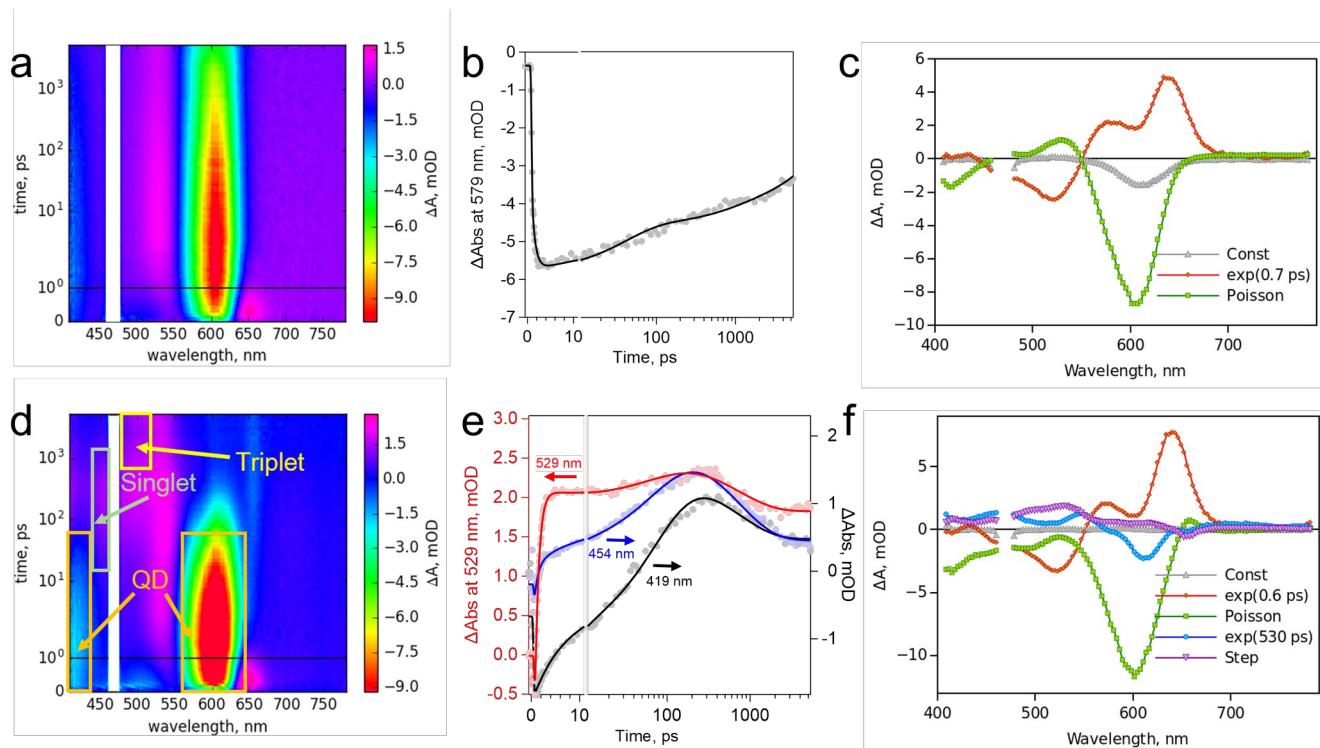 a
time, ps
10³
10²
10¹
10⁰
0
450 500 550 600 650 700 750
wavelength, nm
1.5
0.0
−1.5
−3.0
−4.5
−6.0
−7.5
−9.0
ΔA, mOD
b
ΔAbs at 579 nm, mOD
0
-1
-2
-3
-4
-5
-6
-7
0 10 100 1000
Time, ps
c
ΔA, mOD
6
4
2
0
−2
−4
−6
−8
−10
400 500 600 700
Wavelength, nm
Const
exp(0.7 ps)
Poisson
d
time, ps
10³
10²
10¹
10⁰
0
Triplet
Singlet
QD
450 500 550 600 650 700 750
wavelength, nm
1.5
0.0
−1.5
−3.0
−4.5
−6.0
−7.5
−9.0
ΔA, mOD
e
ΔAbs at 529 nm, mOD
3.0
2.5
2.0
1.5
1.0
0.5
0.0
-0.5
529 nm
454 nm
419 nm
2
1
0
-1
ΔAbs, mOD
0 10 100 1000
Time, ps
f
ΔA, mOD
5
0
−5
−10
400 500 600 700
Wavelength, nm
Const
exp(0.6 ps)
Poisson
exp(530 ps)
Step